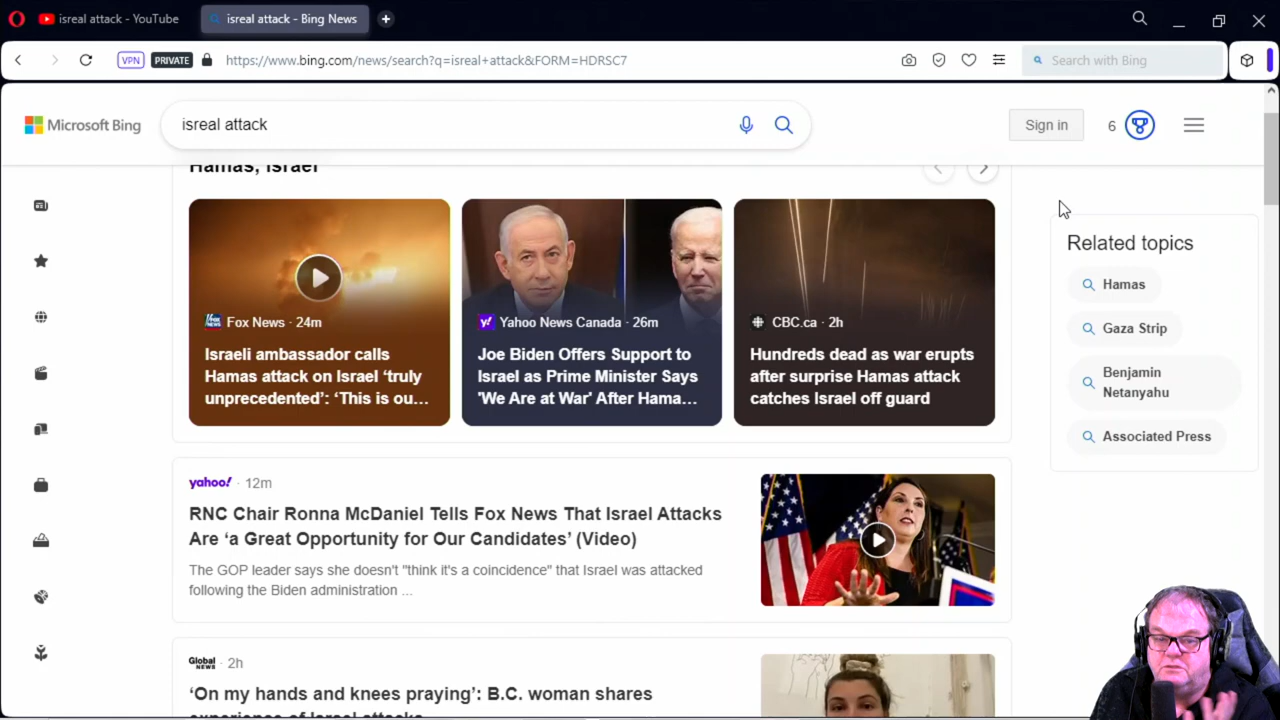 isreal attack - YouTube
isreal attack - Bing News
VPN
PRIVATE
https://www.bing.com/news/search?q=isreal+attack&FORM=HDRSC7
Search with Bing
Microsoft Bing
isreal attack
Sign in
6
Hamas, Israel
Fox News · 24m
Israeli ambassador calls
Hamas attack on Israel ‘truly
unprecedented’: ‘This is ou...
Yahoo News Canada · 26m
Joe Biden Offers Support to
Israel as Prime Minister Says
'We Are at War' After Hama...
CBC.ca · 2h
Hundreds dead as war erupts
after surprise Hamas attack
catches Israel off guard
Related topics
Hamas
Gaza Strip
Benjamin
Netanyahu
Associated Press
yahoo! · 12m
RNC Chair Ronna McDaniel Tells Fox News That Israel Attacks
Are ‘a Great Opportunity for Our Candidates’ (Video)
The GOP leader says she doesn't "think it's a coincidence" that Israel was attacked
following the Biden administration ...
Global NEWS · 2h
‘On my hands and knees praying’: B.C. woman shares
experience of Israel attacks